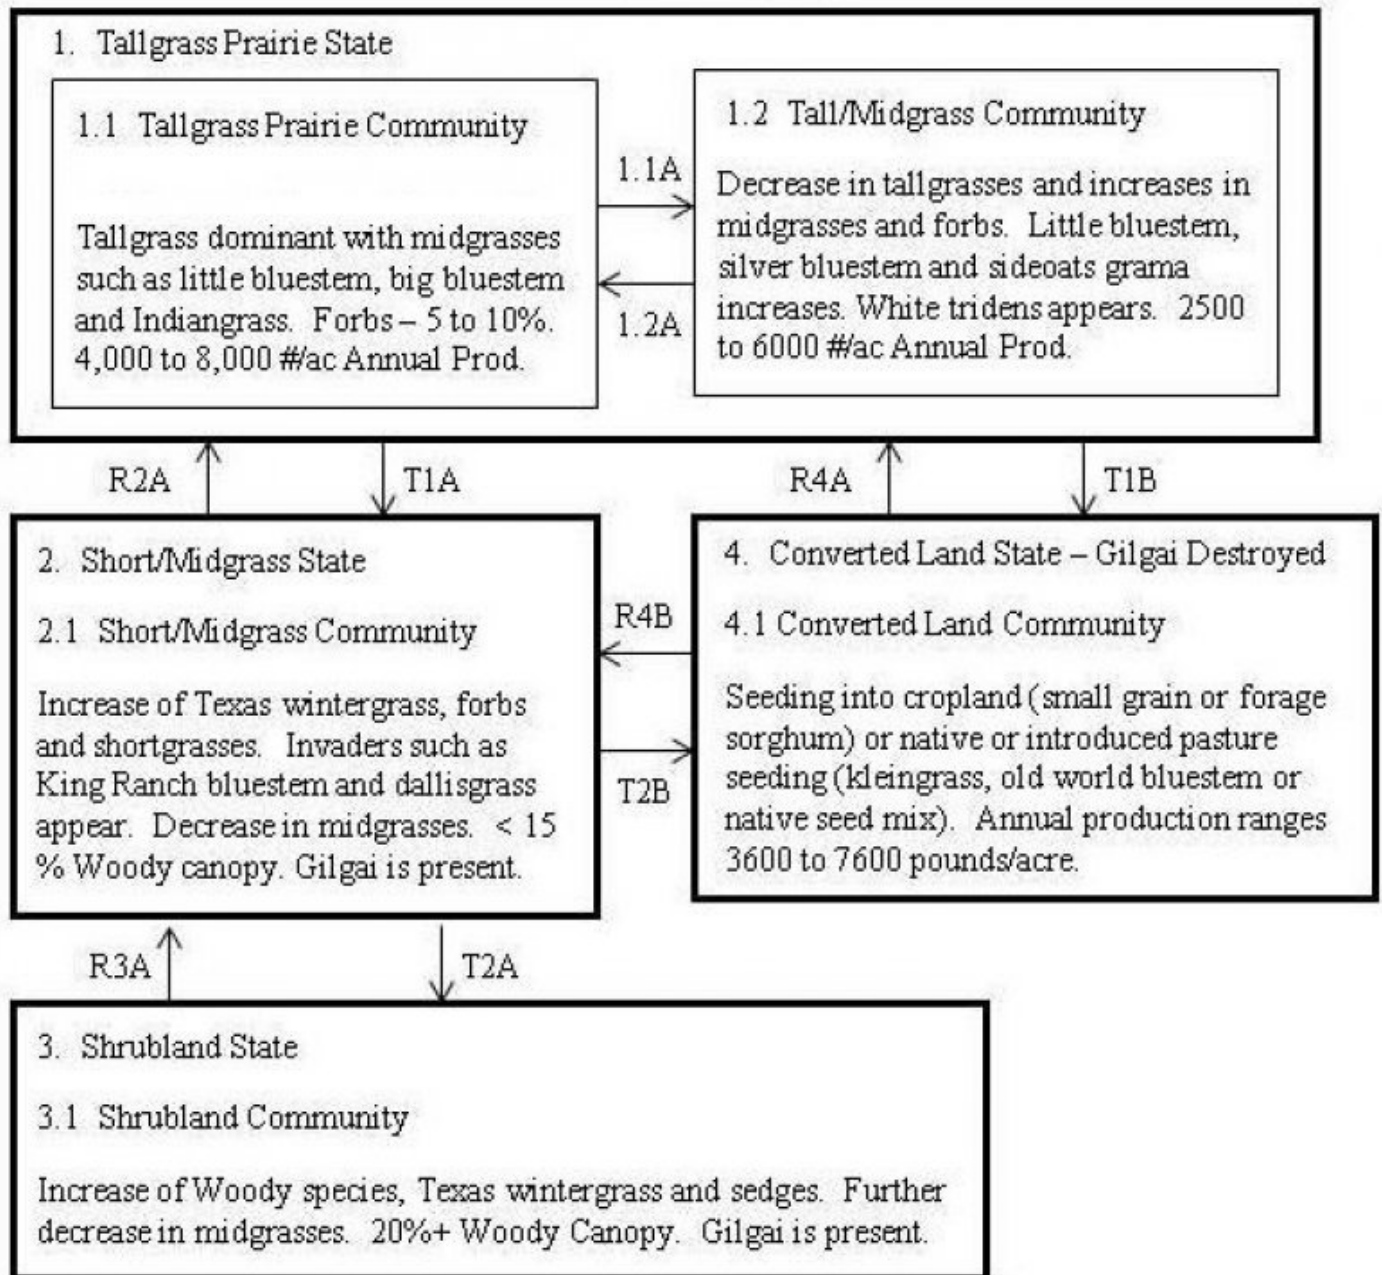 1. Tallgrass Prairie State
1.1 Tallgrass Prairie Community
Tallgrass dominant with midgrasses
such as little bluestem, big bluestem
and Indiangrass. Forbs – 5 to 10%.
4,000 to 8,000 #/ac Annual Prod.
1.1A
1.2A
1.2 Tall/Midgrass Community
Decrease in tallgrasses and increases in
midgrasses and forbs. Little bluestem,
silver bluestem and sideoats grama
increases. White tridens appears. 2500
to 6000 #/ac Annual Prod.
R2A
T1A
R4A
T1B
2. Short/Midgrass State
2.1 Short/Midgrass Community
Increase of Texas wintergrass, forbs
and shortgrasses. Invaders such as
King Ranch bluestem and dallisgrass
appear. Decrease in midgrasses. < 15
% Woody canopy. Gilgai is present.
R4B
T2B
4. Converted Land State – Gilgai Destroyed
4.1 Converted Land Community
Seeding into cropland (small grain or forage
sorghum) or native or introduced pasture
seeding (kleingrass, old world bluestem or
native seed mix). Annual production ranges
3600 to 7600 pounds/acre.
R3A
T2A
3. Shrubland State
3.1 Shrubland Community
Increase of Woody species, Texas wintergrass and sedges. Further
decrease in midgrasses. 20%+ Woody Canopy. Gilgai is present.